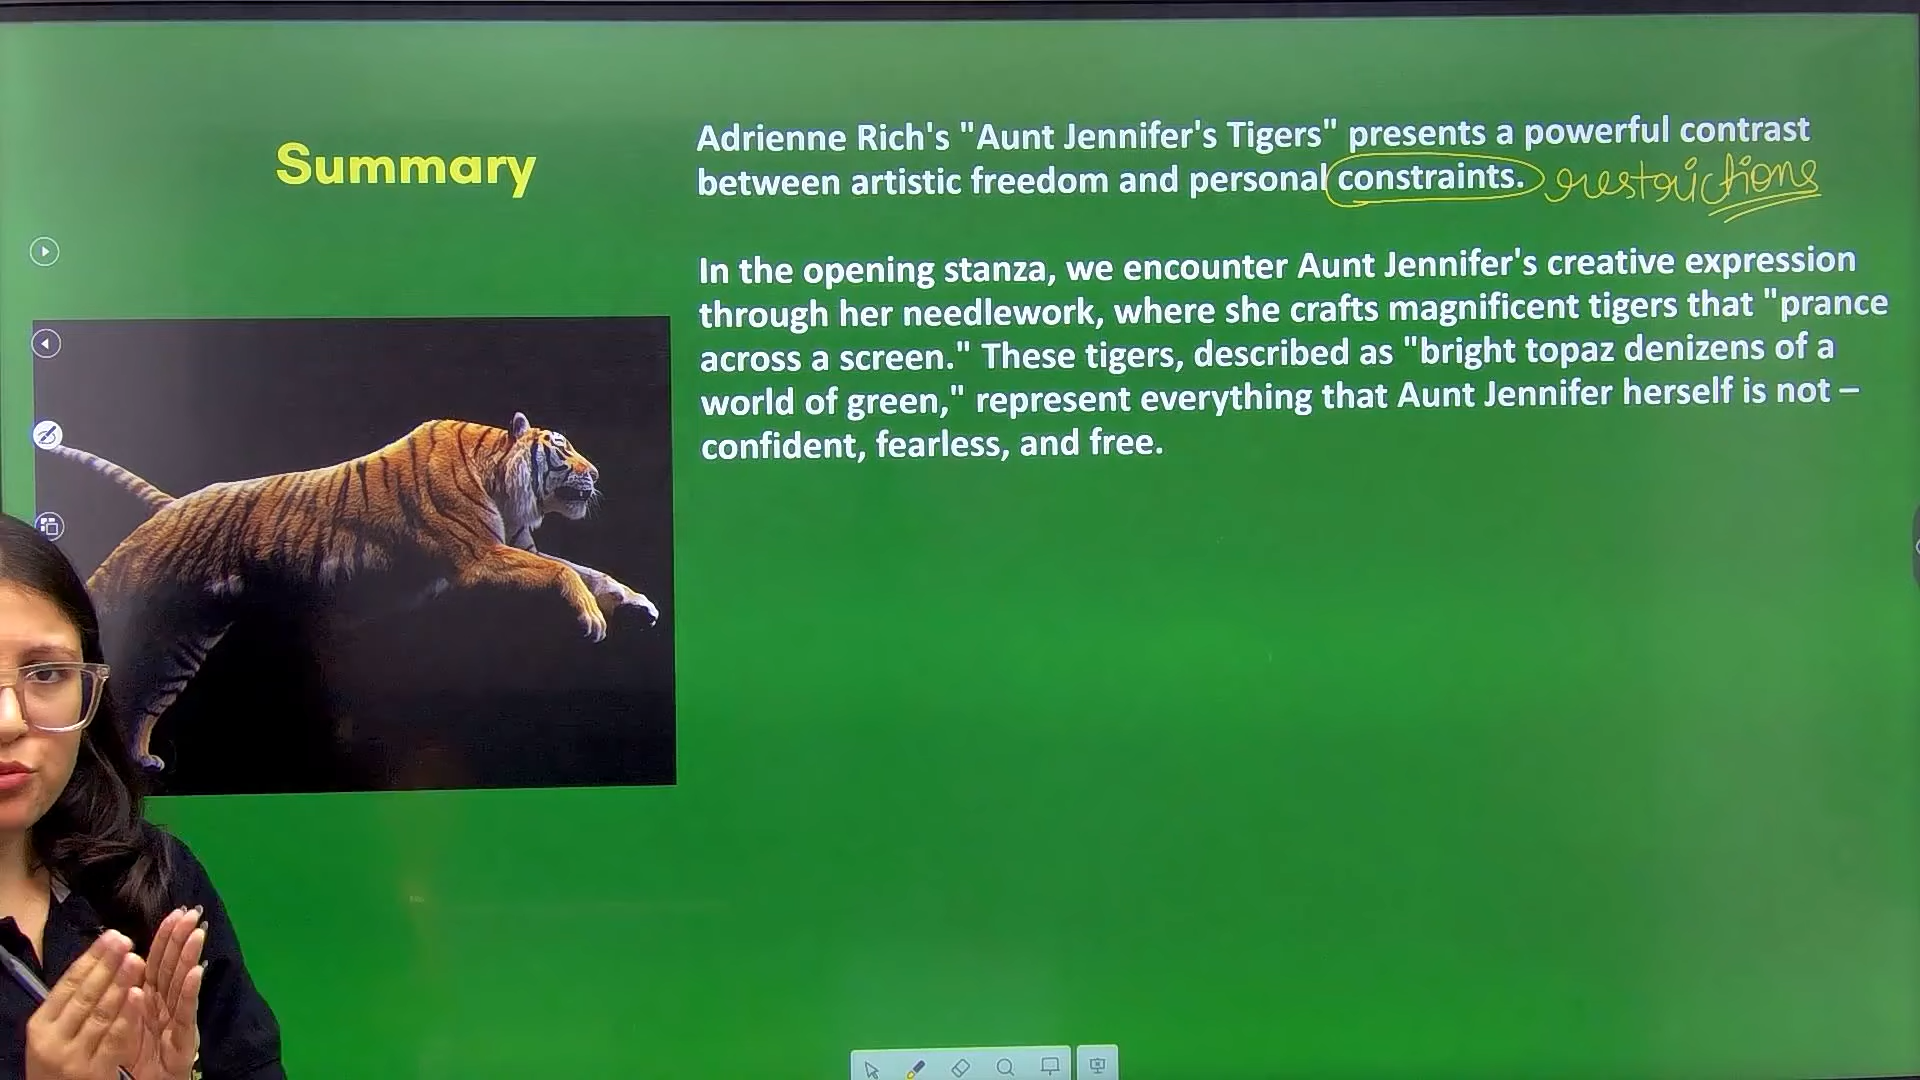 Summary
Adrienne Rich's "Aunt Jennifer's Tigers" presents a powerful contrast
between artistic freedom and personal constraints. restrictions
In the opening stanza, we encounter Aunt Jennifer's creative expression
through her needlework, where she crafts magnificent tigers that "prance
across a screen." These tigers, described as "bright topaz denizens of a
world of green," represent everything that Aunt Jennifer herself is not –
confident, fearless, and free.